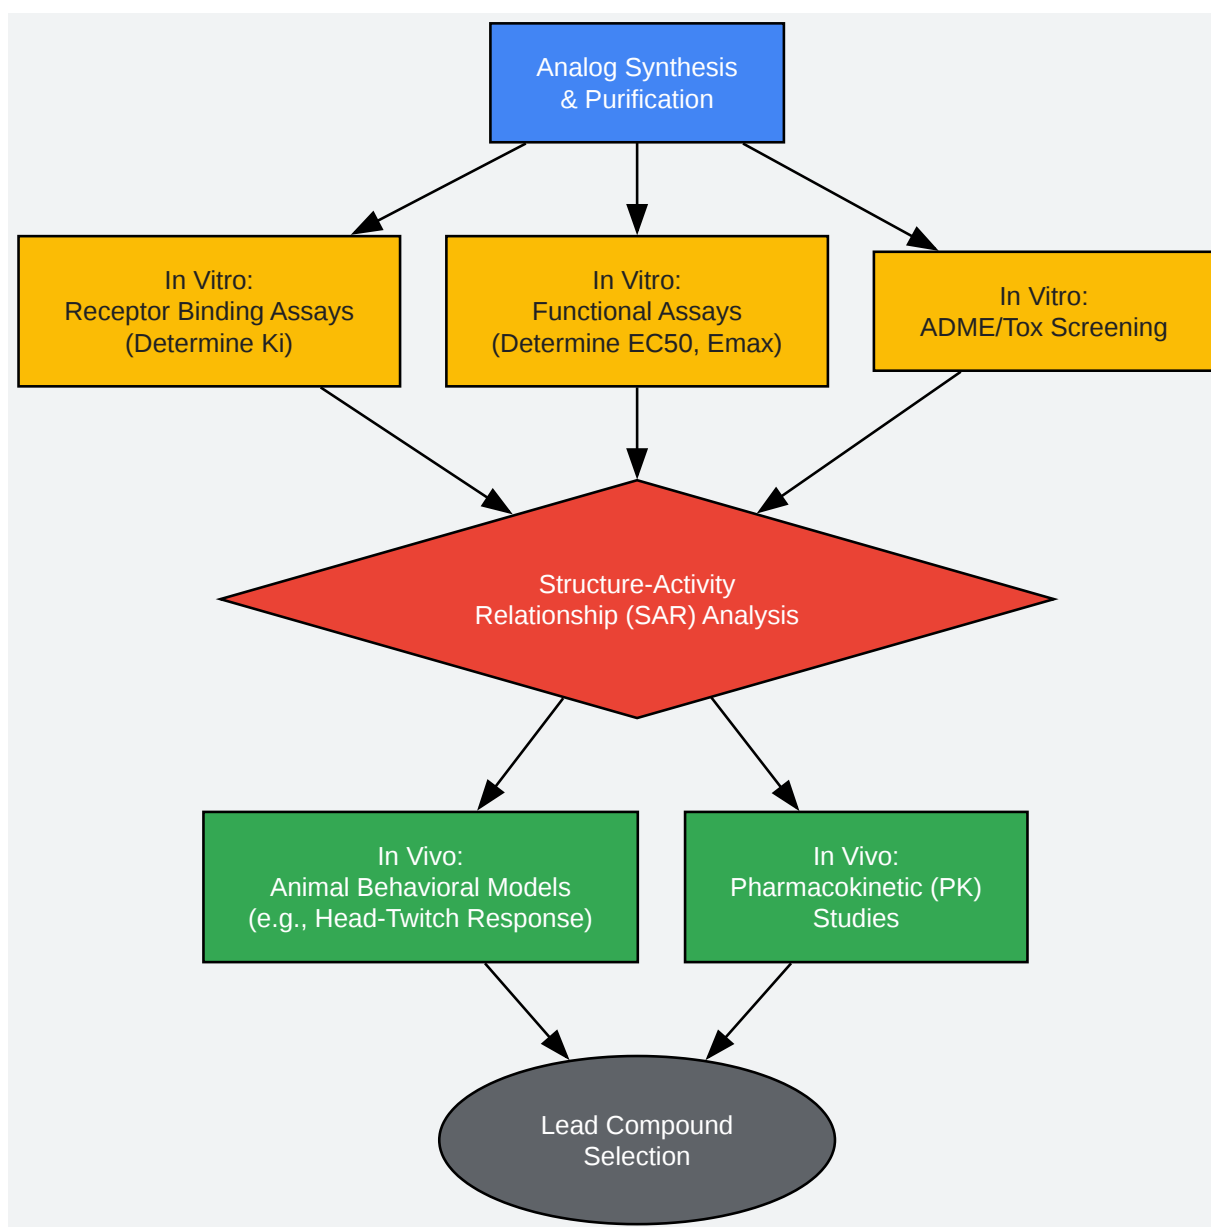 Analog Synthesis
& Purification
In Vitro:
Receptor Binding Assays
(Determine Ki)
In Vitro:
Functional Assays
(Determine EC50, Emax)
In Vitro:
ADME/Tox Screening
Structure-Activity
Relationship (SAR) Analysis
In Vivo:
Animal Behavioral Models
(e.g., Head-Twitch Response)
In Vivo:
Pharmacokinetic (PK)
Studies
Lead Compound
Selection